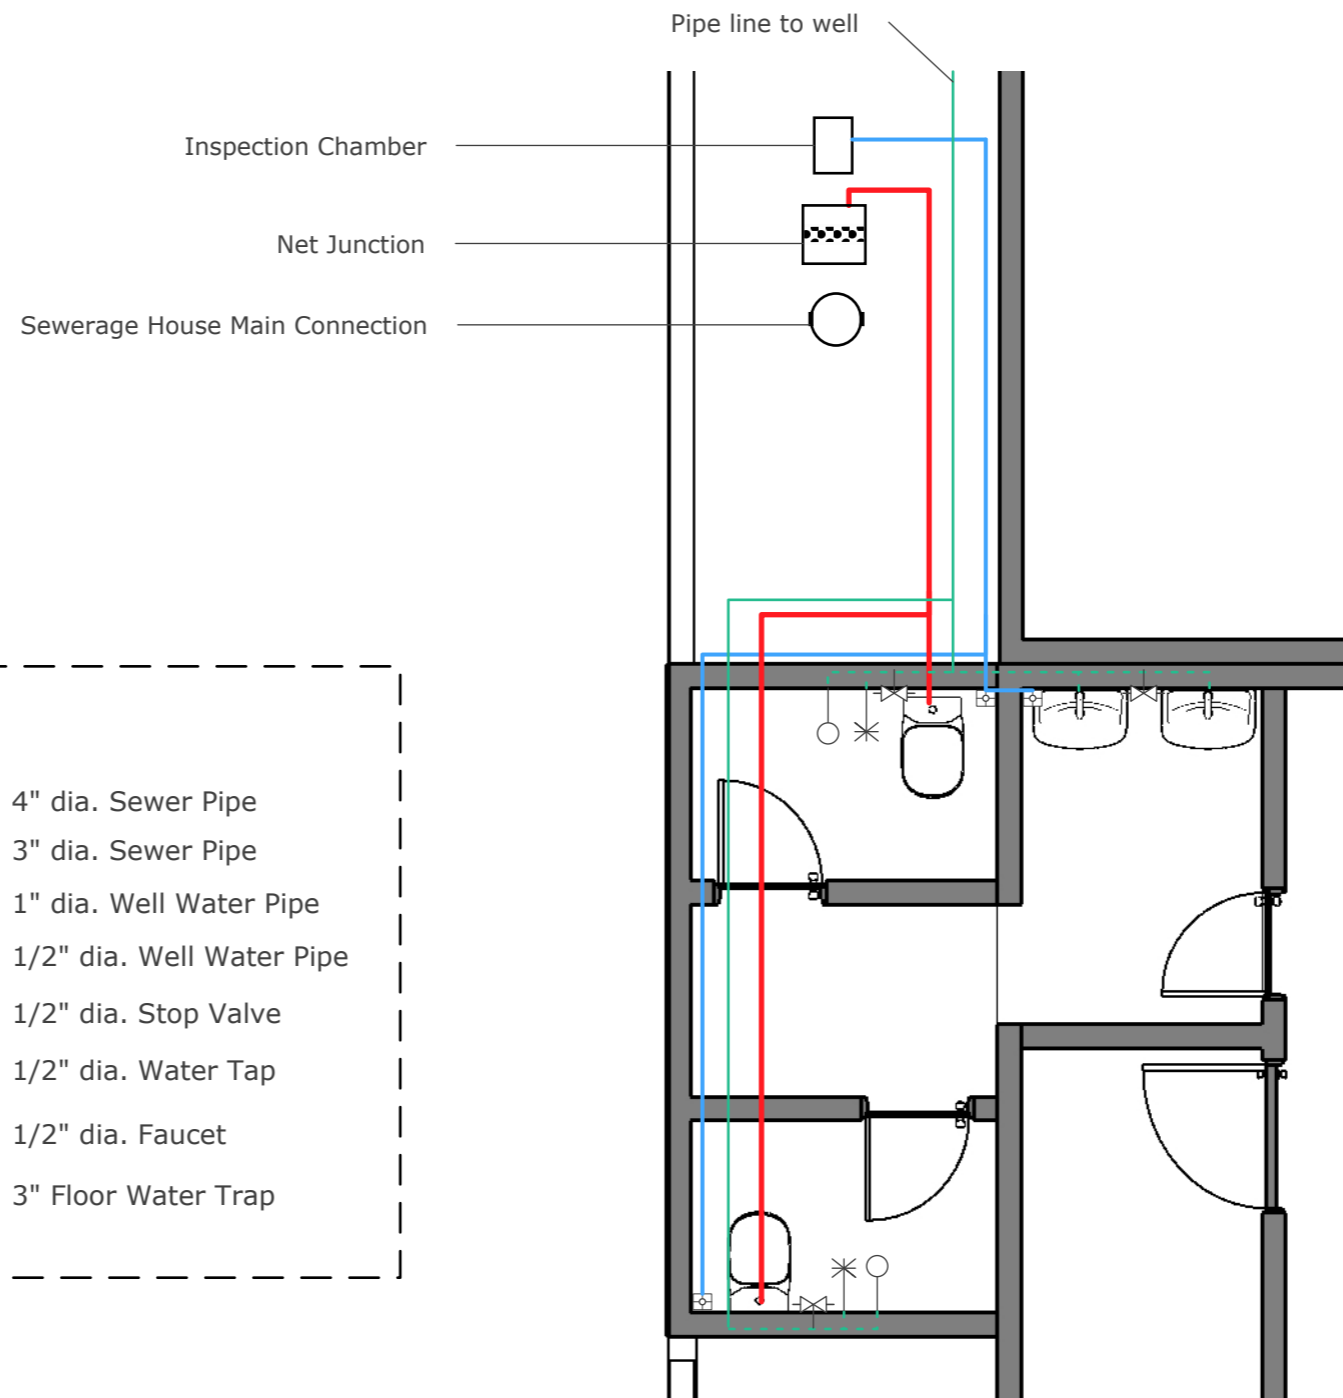 Pipe line to well
Inspection Chamber
Net Junction
Sewerage House Main Connection
4" dia. Sewer Pipe
3" dia. Sewer Pipe
1" dia. Well Water Pipe
1/2" dia. Well Water Pipe
1/2" dia. Stop Valve
1/2" dia. Water Tap
1/2" dia. Faucet
3" Floor Water Trap